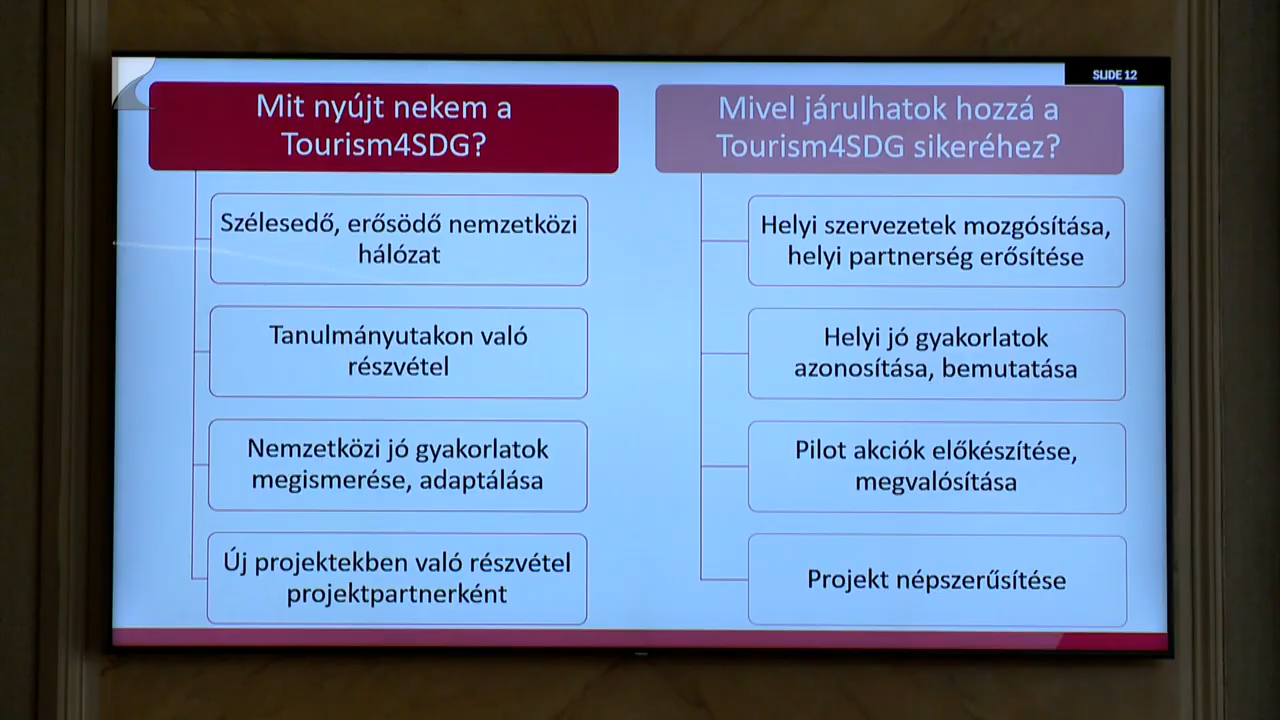 SLIDE 12
Mit nyújt nekem a
Tourism4SDG?
Szélesedő, erősödő nemzetközi
hálózat
Tanulmányutakon való
részvétel
Nemzetközi jó gyakorlatok
megismerése, adaptálása
Új projektekben való részvétel
projektpartnerként
Mivel járulhatok hozzá a
Tourism4SDG sikeréhez?
Helyi szervezetek mozgósítása,
helyi partnerség erősítése
Helyi jó gyakorlatok
azonosítása, bemutatása
Pilot akciók előkészítése,
megvalósítása
Projekt népszerűsítése